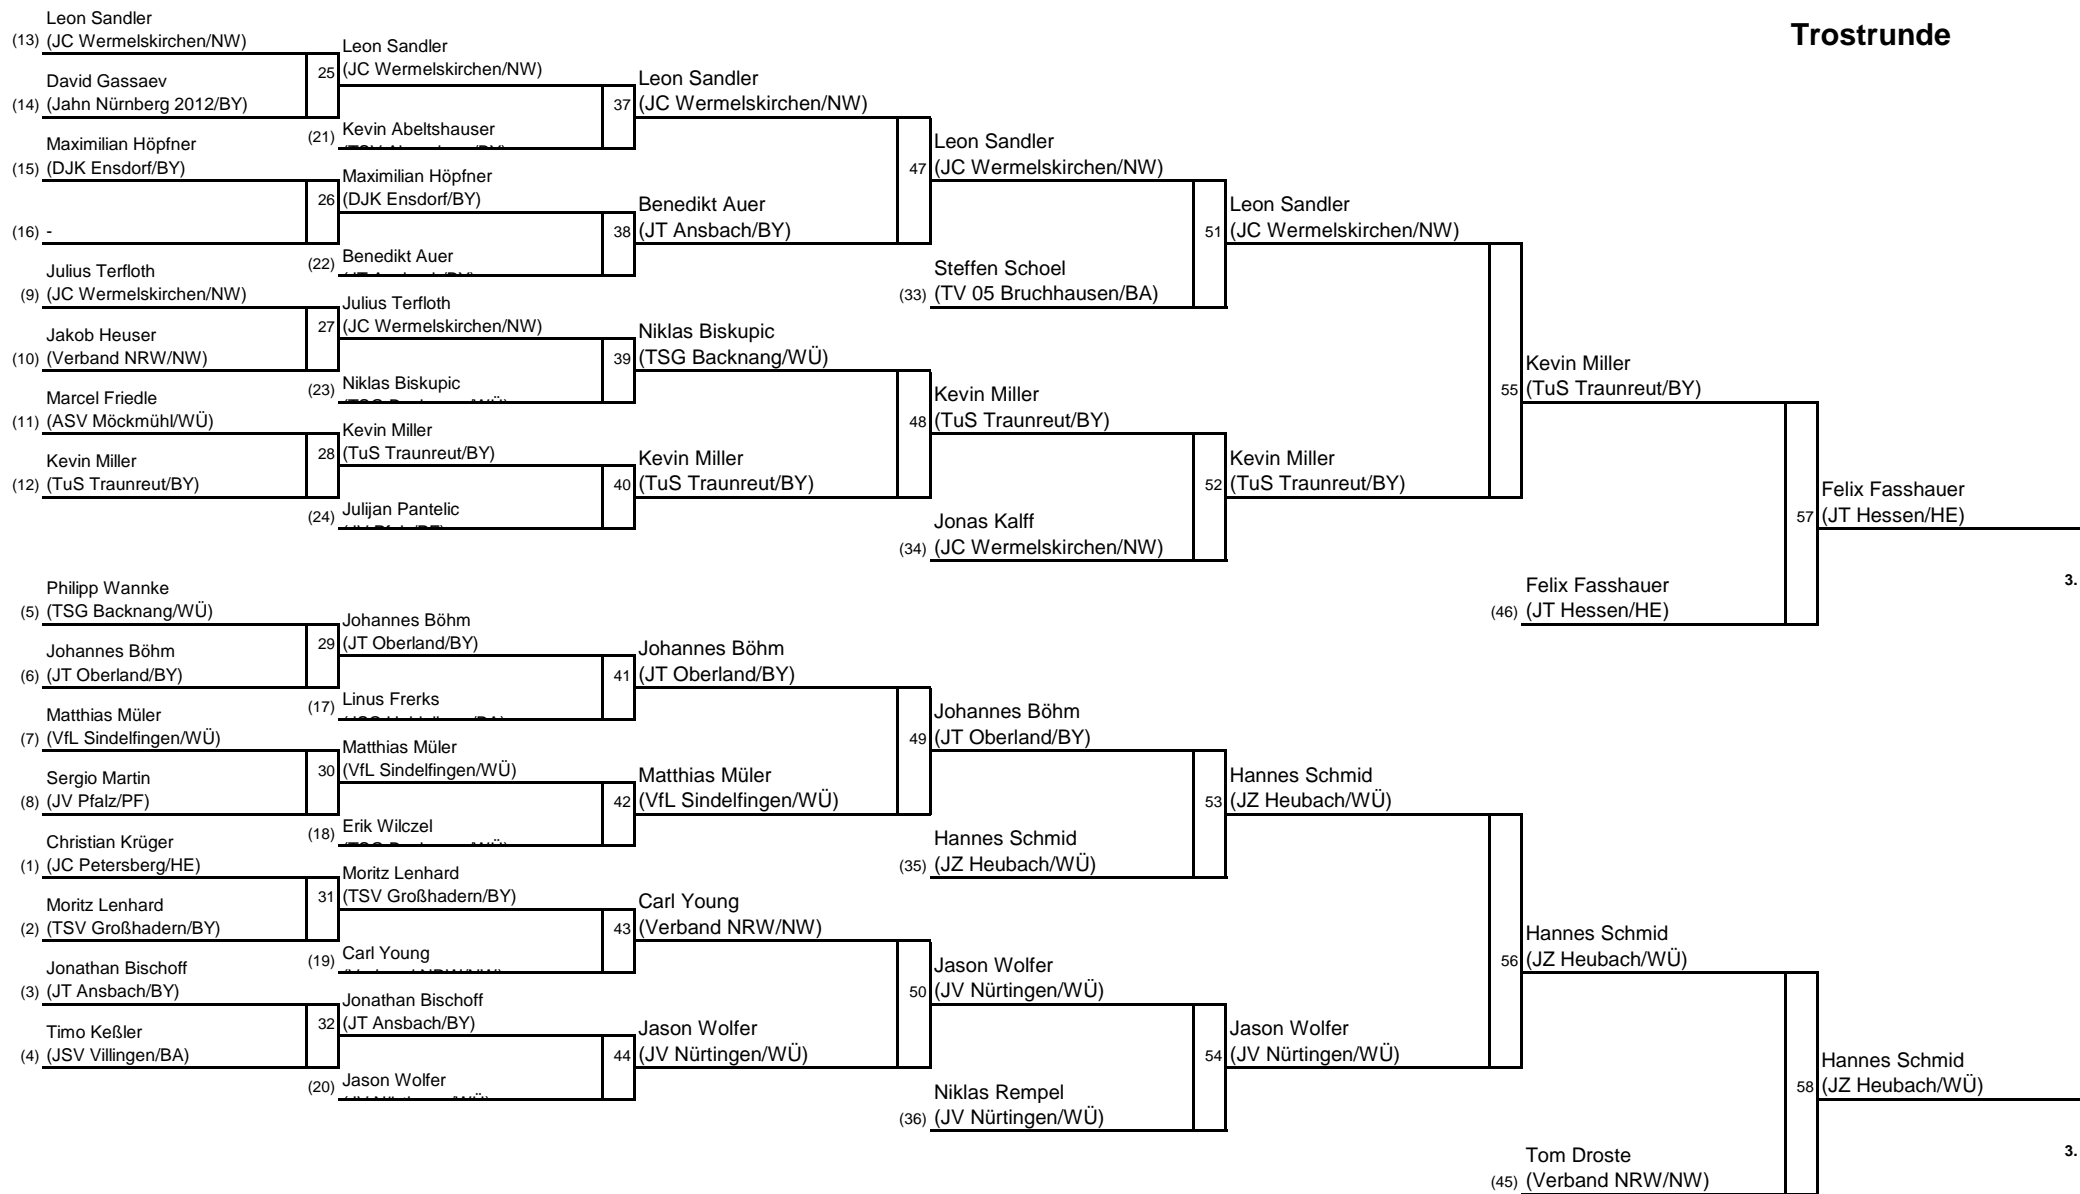 Trostrunde
Leon Sandler
(13) (JC Wermelskirchen/NW)
David Gassaev
(14) (Jahn Nürnberg 2012/BY)
Maximilian Höpfner
(15) (DJK Ensdorf/BY)
(16) -
Julius Terfloth
(9) (JC Wermelskirchen/NW)
Jakob Heuser
(10) (Verband NRW/NW)
Marcel Friedle
(11) (ASV Möckmühl/WÜ)
Kevin Miller
(12) (TuS Traunreut/BY)
Philipp Wannke
(5) (TSG Backnang/WÜ)
Johannes Böhm
(6) (JT Oberland/BY)
Matthias Müler
(7) (VfL Sindelfingen/WÜ)
Sergio Martin
(8) (JV Pfalz/PF)
Christian Krüger
(1) (JC Petersberg/HE)
Moritz Lenhard
(2) (TSV Großhadern/BY)
Jonathan Bischoff
(3) (JT Ansbach/BY)
Timo Keßler
(4) (JSV Villingen/BA)
Leon Sandler
25 (JC Wermelskirchen/NW)
(21) Kevin Abeltshauser
Maximilian Höpfner
26 (DJK Ensdorf/BY)
(22) Benedikt Auer
Julius Terfloth
27 (JC Wermelskirchen/NW)
(23) Niklas Biskupic
Kevin Miller
28 (TuS Traunreut/BY)
(24) Julijan Pantelic
Johannes Böhm
29 (JT Oberland/BY)
(17) Linus Frerks
Matthias Müler
30 (VfL Sindelfingen/WÜ)
(18) Erik Wilczel
Moritz Lenhard
31 (TSV Großhadern/BY)
(19) Carl Young
Jonathan Bischoff
32 (JT Ansbach/BY)
(20) Jason Wolfer
Leon Sandler
37 (JC Wermelskirchen/NW)
Benedikt Auer
38 (JT Ansbach/BY)
Niklas Biskupic
39 (TSG Backnang/WÜ)
Kevin Miller
40 (TuS Traunreut/BY)
Johannes Böhm
41 (JT Oberland/BY)
Matthias Müler
42 (VfL Sindelfingen/WÜ)
Carl Young
43 (Verband NRW/NW)
Jason Wolfer
44 (JV Nürtingen/WÜ)
Leon Sandler
47 (JC Wermelskirchen/NW)
Steffen Schoel
(33) (TV 05 Bruchhausen/BA)
Kevin Miller
48 (TuS Traunreut/BY)
Jonas Kalff
(34) (JC Wermelskirchen/NW)
Johannes Böhm
49 (JT Oberland/BY)
Hannes Schmid
(35) (JZ Heubach/WÜ)
Jason Wolfer
50 (JV Nürtingen/WÜ)
Niklas Rempel
(36) (JV Nürtingen/WÜ)
Leon Sandler
51 (JC Wermelskirchen/NW)
Kevin Miller
52 (TuS Traunreut/BY)
Hannes Schmid
53 (JZ Heubach/WÜ)
Jason Wolfer
54 (JV Nürtingen/WÜ)
Kevin Miller
55 (TuS Traunreut/BY)
Felix Fasshauer
(46) (JT Hessen/HE)
Hannes Schmid
56 (JZ Heubach/WÜ)
Tom Droste
(45) (Verband NRW/NW)
Felix Fasshauer
57 (JT Hessen/HE)
3.
Hannes Schmid
58 (JZ Heubach/WÜ)
3.